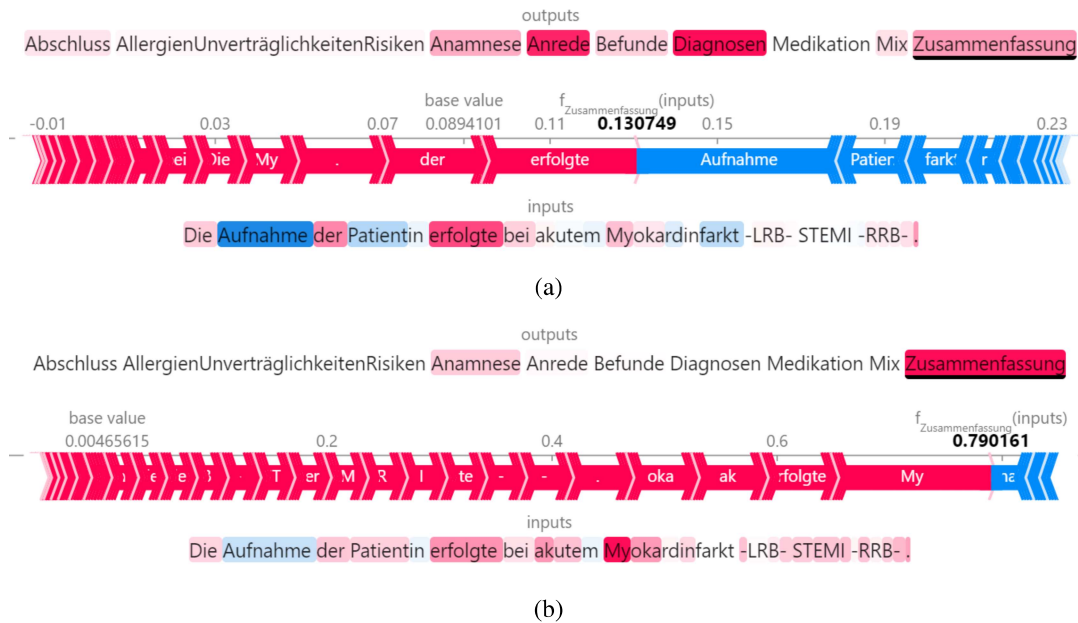 outputs
Abschluss AllergienUnverträglichkeitenRisiken Anamnese Anrede Befunde Diagnosen Medikation Mix Zusammenfassung
base value f Zusammenfassung (inputs)
-0.01 0.03 0.07 0.0894101 0.11 0.130749 0.15 0.19 0.23
ei Die My . der erfolgte Aufnahme Patien fark
inputs
Die Aufnahme der Patientin erfolgte bei akutem Myokardinfarkt -LRB- STEMI -RRB- .
(a)
outputs
Abschluss AllergienUnverträglichkeitenRisiken Anamnese Anrede Befunde Diagnosen Medikation Mix Zusammenfassung
base value f Zusammenfassung (inputs)
0.00465615 0.2 0.4 0.6 0.790161
T er M R I te - - . oka ak rfolgte My na
inputs
Die Aufnahme der Patientin erfolgte bei akutem Myokardinfarkt -LRB- STEMI -RRB- .
(b)